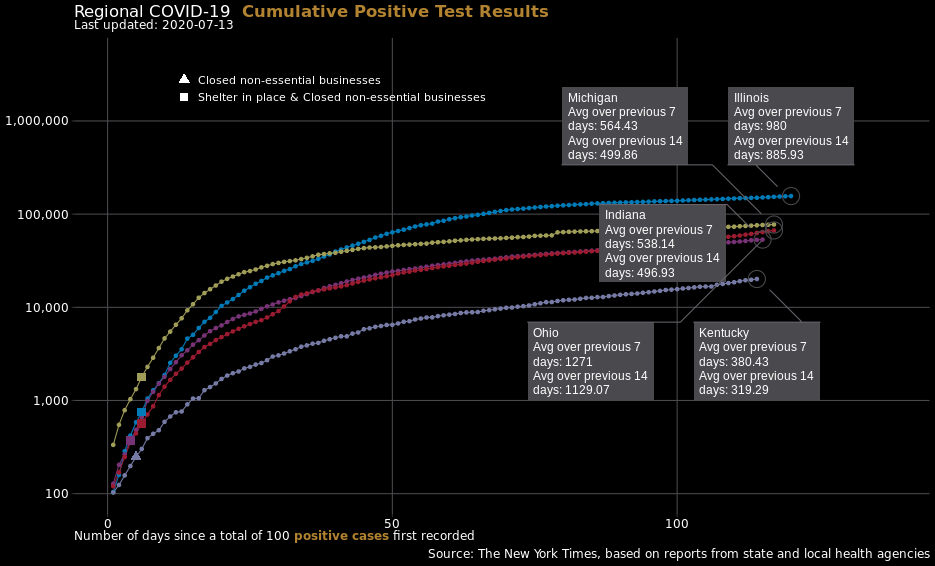 Regional COVID-19 Cumulative Positive Test Results
Last updated: 2020-07-13
Closed non-essential businesses
Shelter in place & Closed non-essential businesses
Michigan
Avg over previous 7
days: 564.43
Avg over previous 14
days: 499.86
Illinois
Avg over previous 7
days: 980
Avg over previous 14
days: 885.93
Indiana
Avg over previous 7
days: 538.14
Avg over previous 14
days: 496.93
Ohio
Avg over previous 7
days: 1271
Avg over previous 14
days: 1129.07
Kentucky
Avg over previous 7
days: 380.43
Avg over previous 14
days: 319.29
1,000,000
100,000
10,000
1,000
100
0
50
100
Number of days since a total of 100 positive cases first recorded
Source: The New York Times, based on reports from state and local health agencies